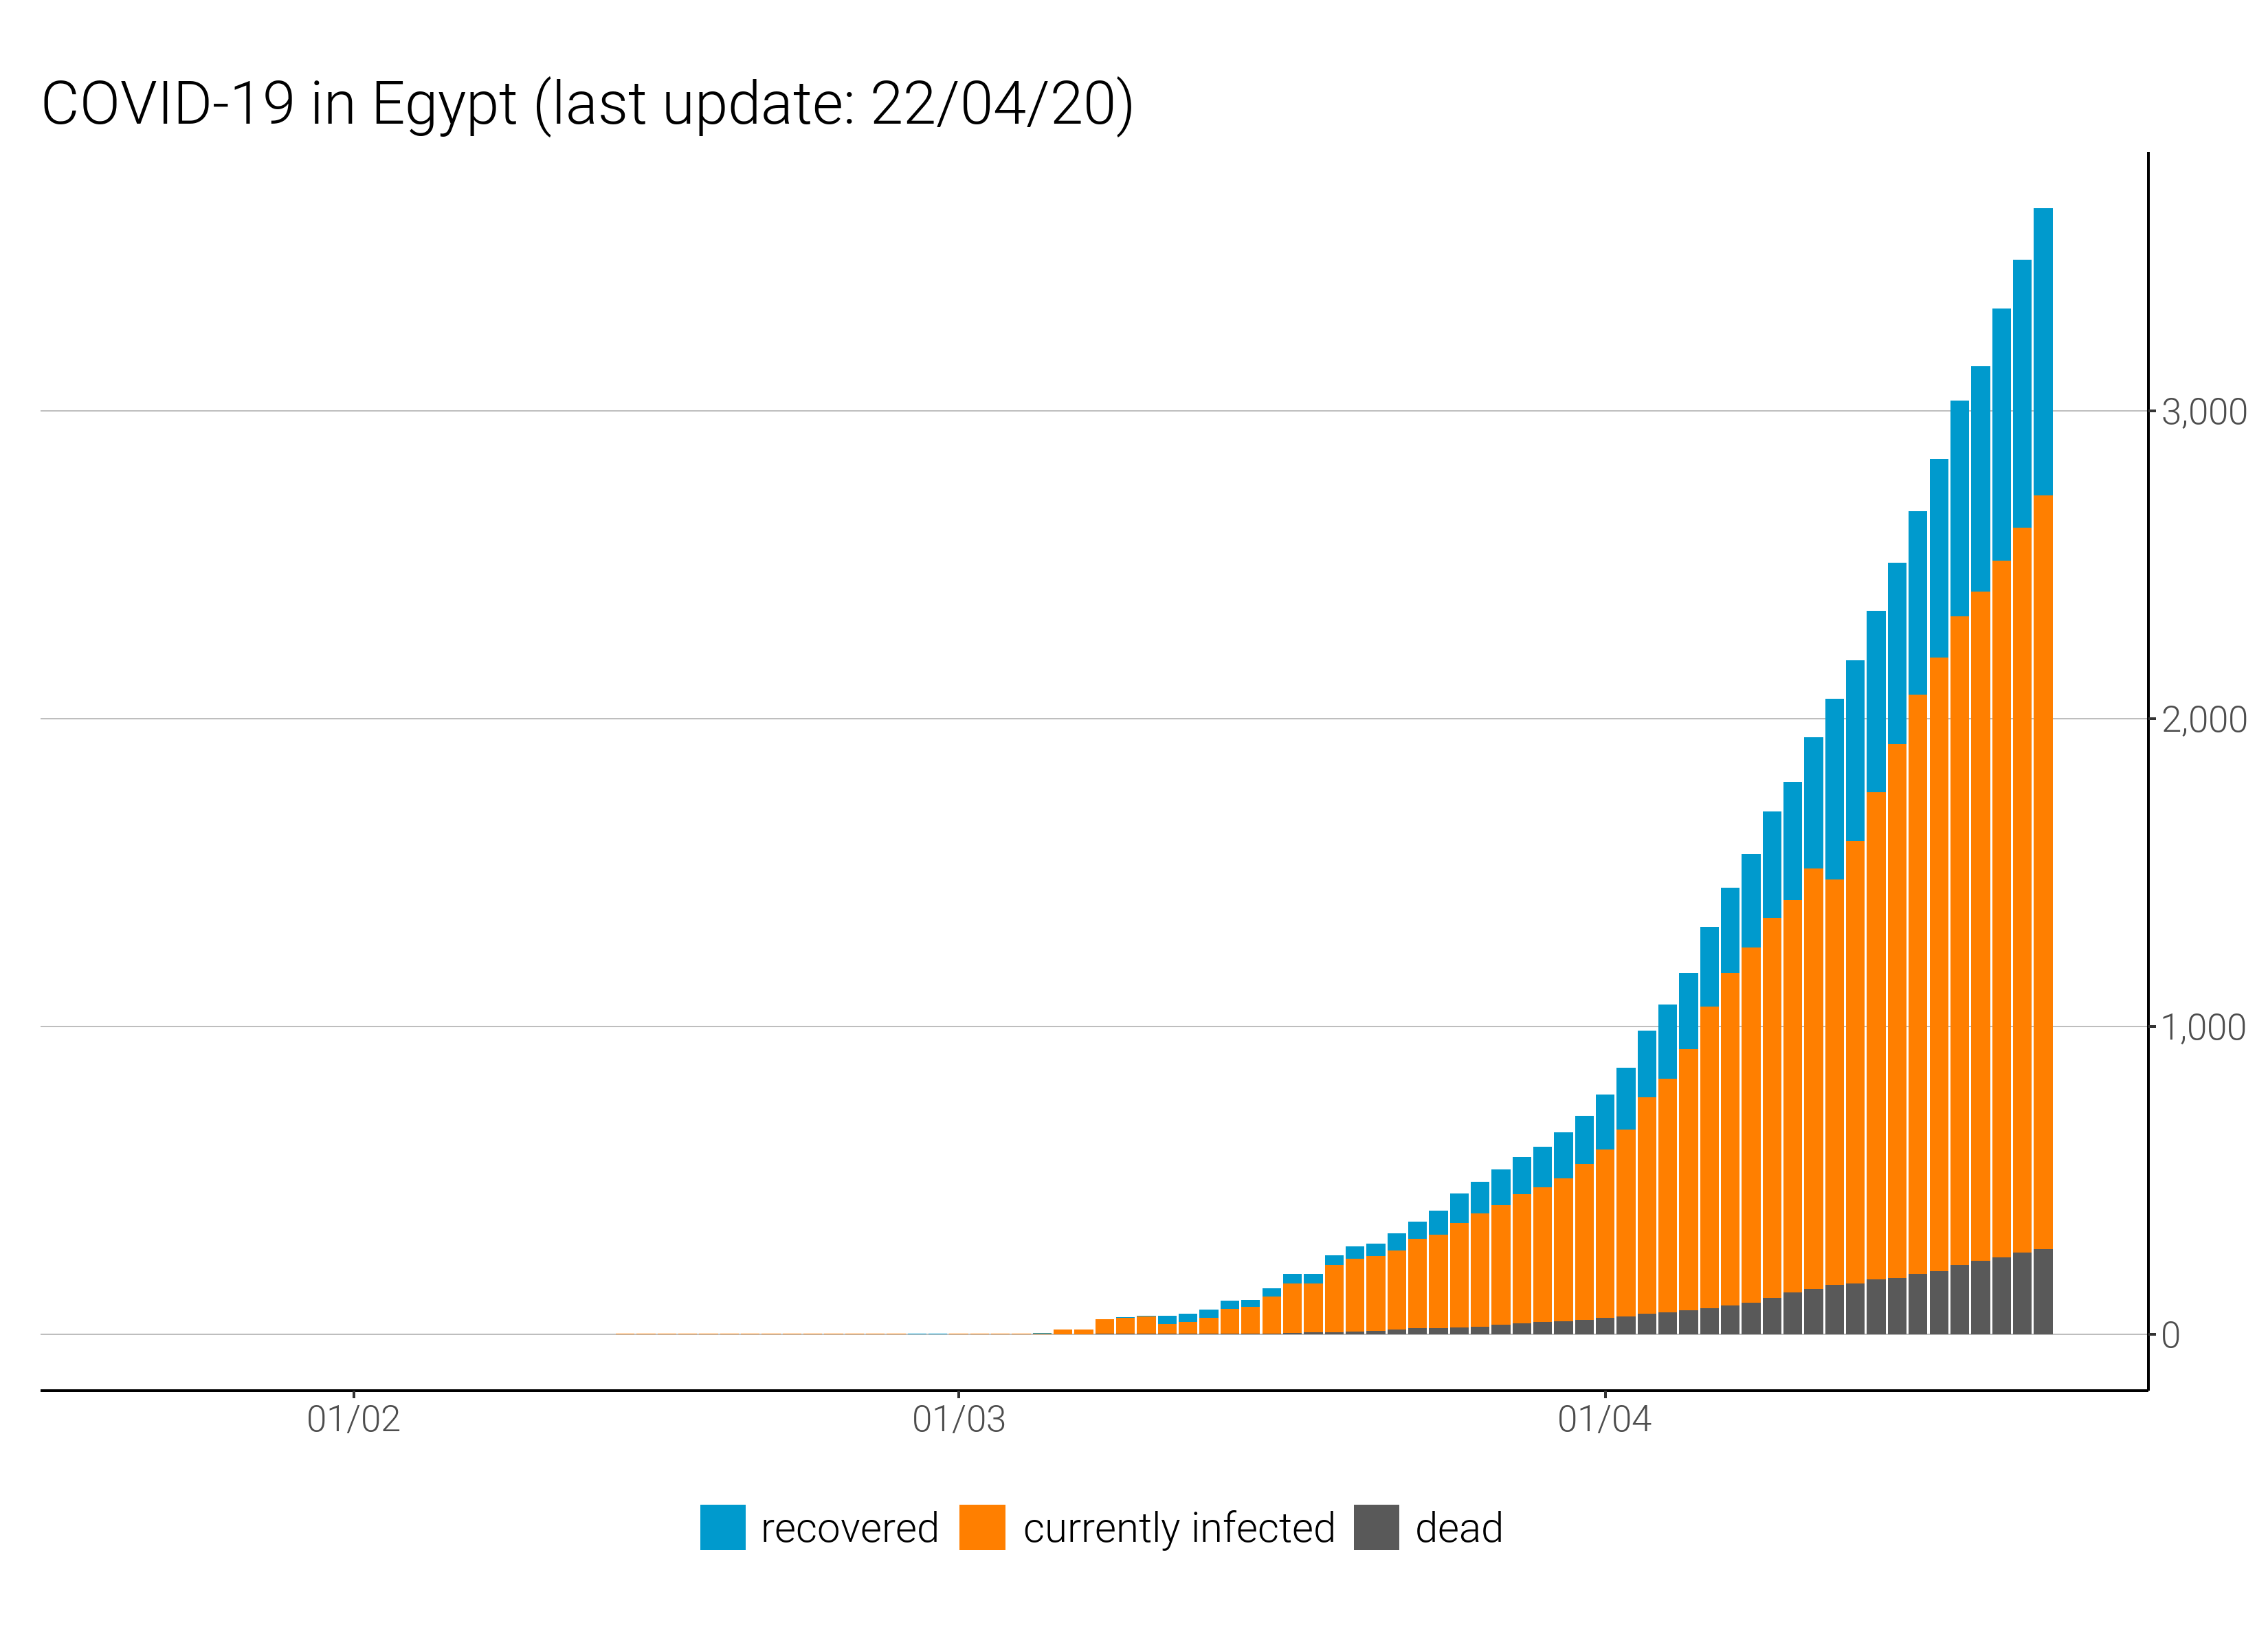 COVID-19 in Egypt (last update: 22/04/20)
3,000
2,000
1,000
0
01/02 01/03 01/04
recovered currently infected dead